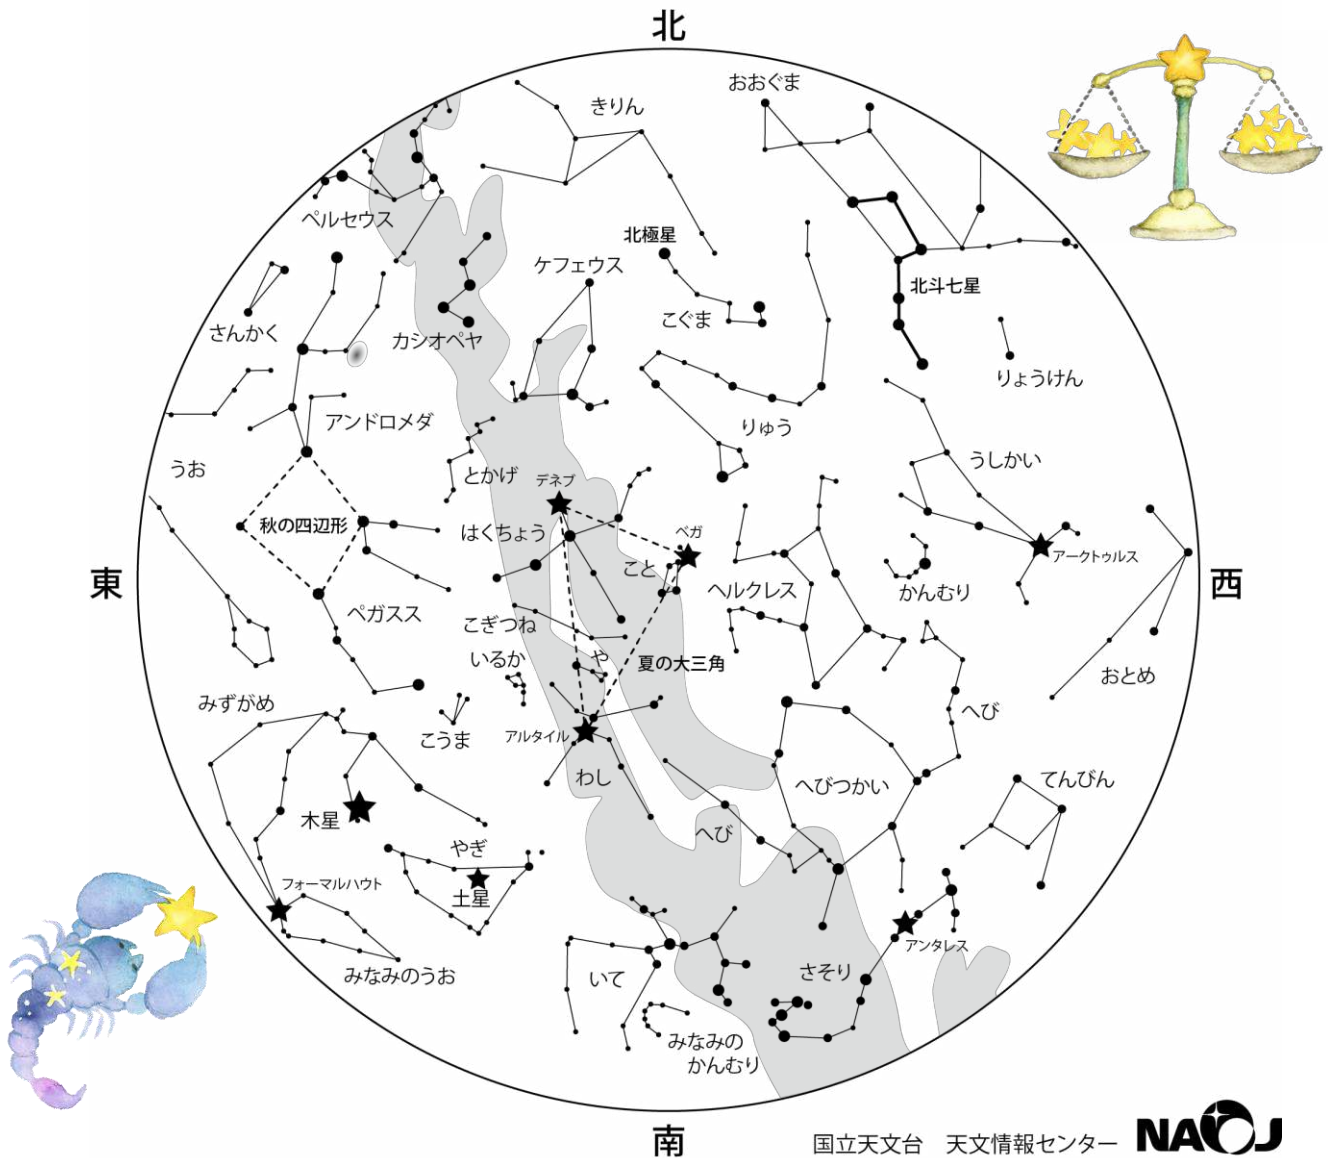 北
おおぐま
きりん
ペルセウス
北極星
ケフェウス
北斗七星
こぐま
さんかく
カシオペヤ
りょうけん
アンドロメダ
りゅう
うしかい
うお
とかげ
デネブ
秋の四辺形
はくちょう
ベガ
アークトゥルス
こと
東
ヘルクレス
かんむり
西
ペガスス
こぎつね
いるか
や
夏の大三角
おとめ
みずがめ
へび
こうま
アルタイル
わし
へびつかい
てんびん
木星
へび
やぎ
フォーマルハウト
土星
アンタレス
みなみのうお
いて
さそり
みなみの
かんむり
南
国立天文台 天文情報センター
NAOJ